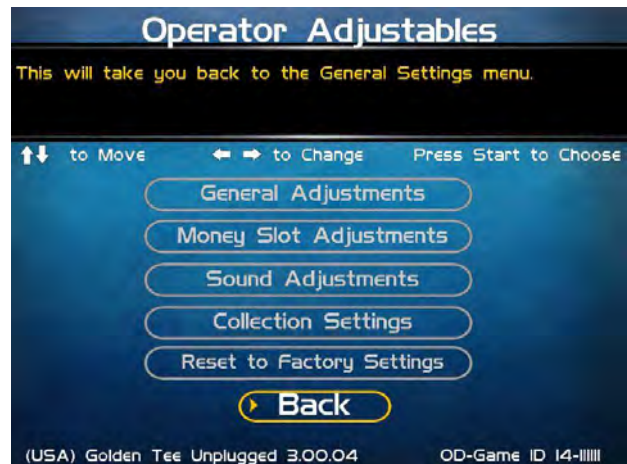 Operator Adjustables
This will take you back to the General Settings menu.
to Move to Change Press Start to Choose
General Adjustments
Money Slot Adjustments
Sound Adjustments
Collection Settings
Reset to Factory Settings
Back
(USA) Golden Tee Unplugged 3.00.04 OD-Game ID 14-111111